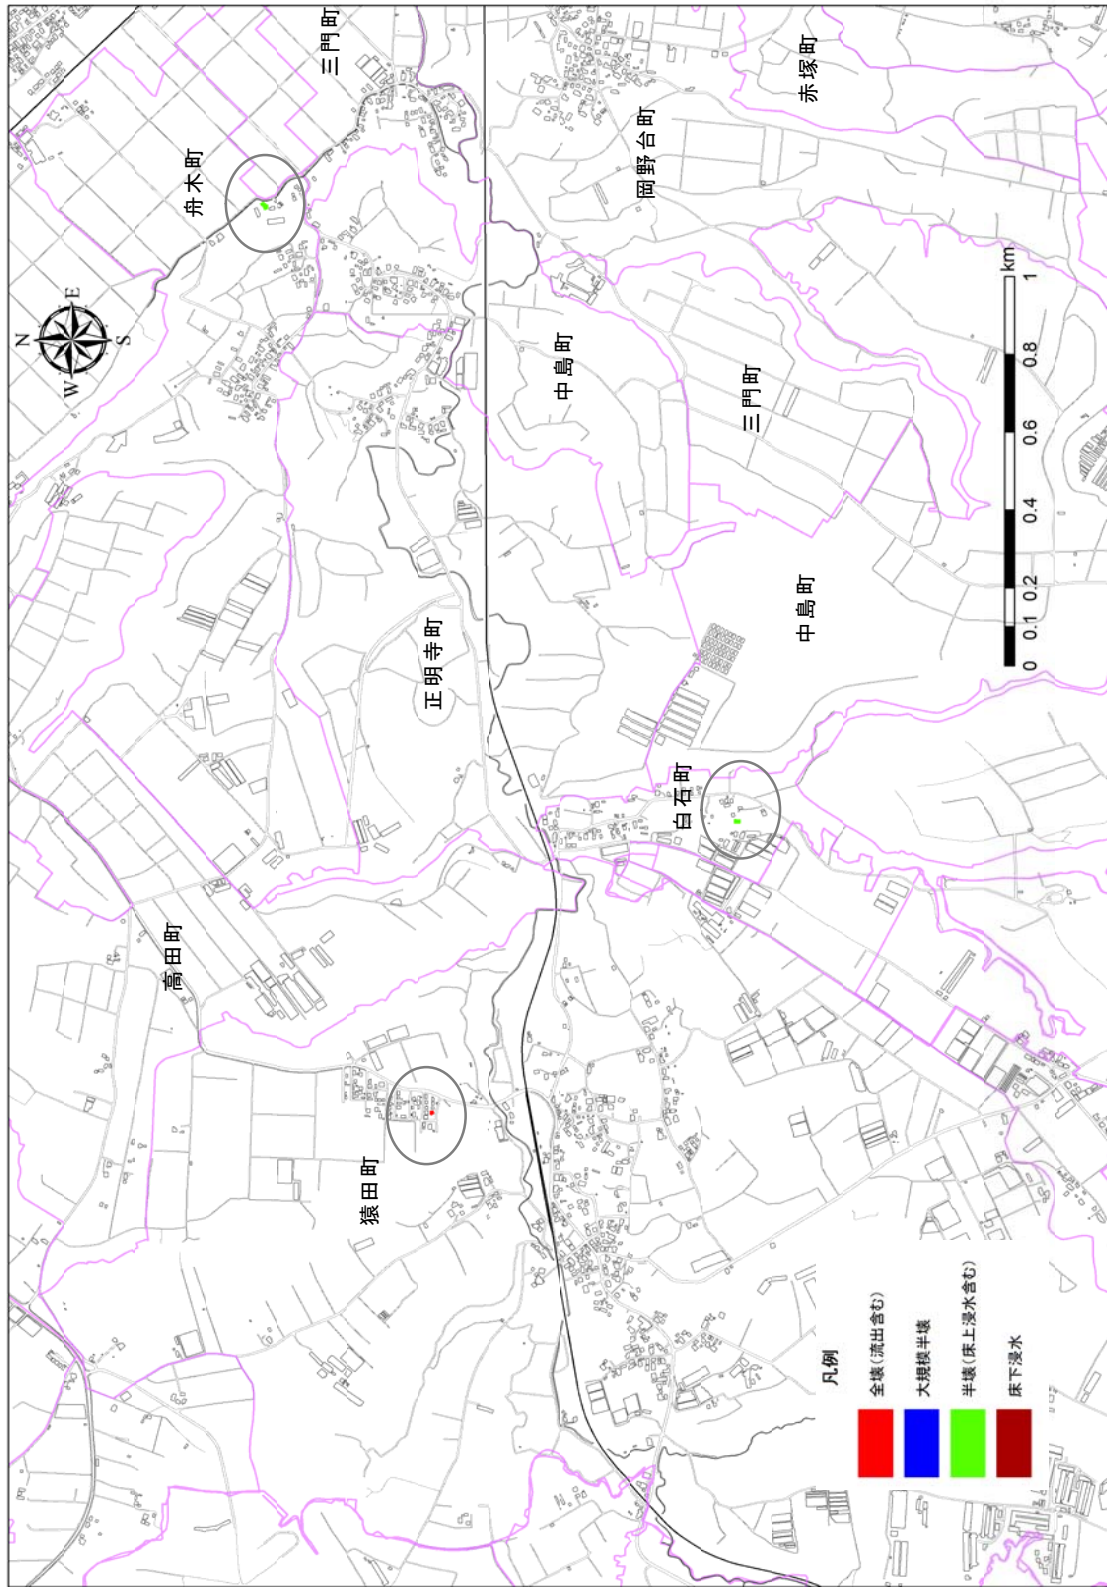 三門町
舟木町
赤塚町
岡野台町
N
E
S
W
中島町
三門町
正明寺町
中島町
白石町
高田町
猿田町
0 0.1 0.2 0.4 0.6 0.8 1
km
凡例
全壊(流出含む)
大規模半壊
半壊(床上浸水含む)
床下浸水